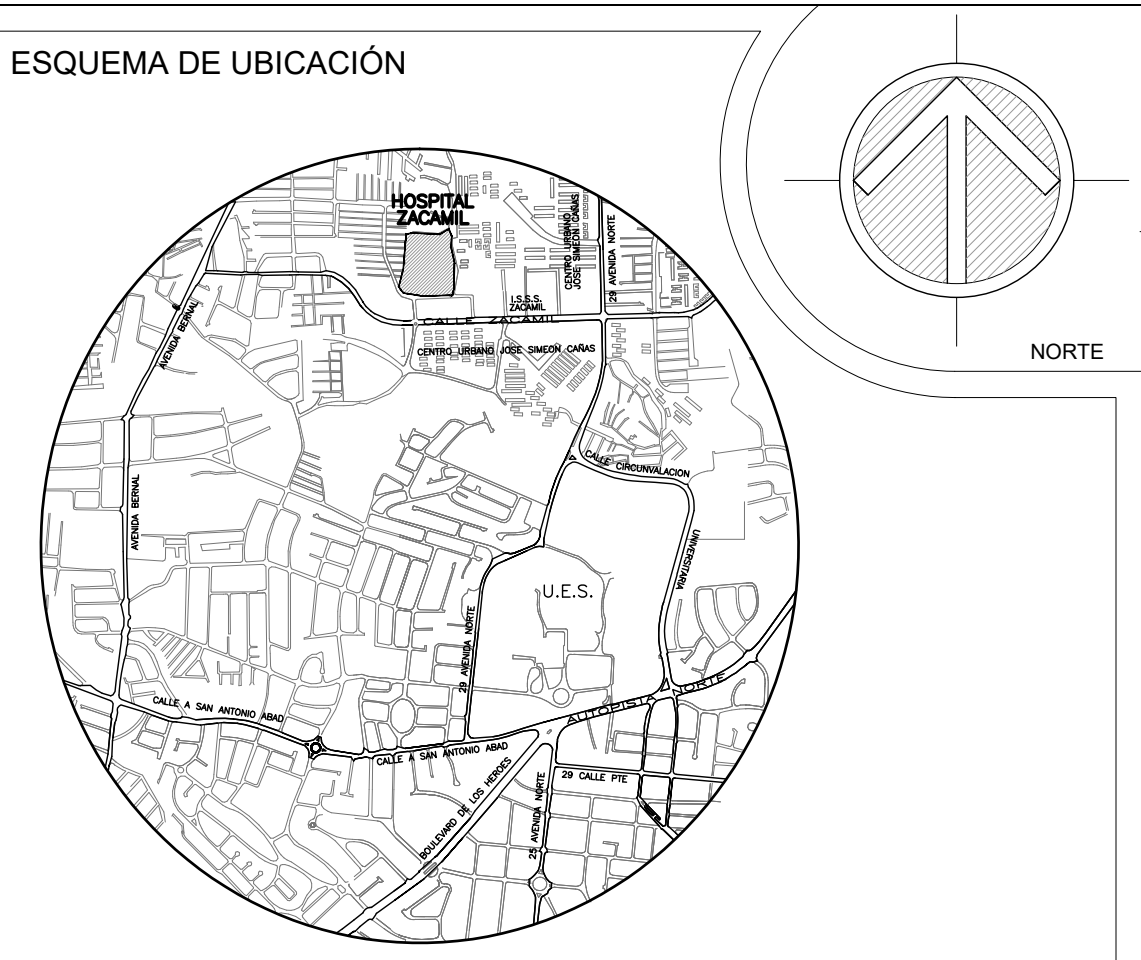 ESQUEMA DE UBICACIÓN
NORTE
HOSPITAL
ZACAMIL
CENTRO URBANO
JOSE SIMEON CAÑAS
29 AVENIDA NORTE
I.S.S.S.
ZACAMIL
CALLE ZACAMIL
CENTRO URBANO JOSE SIMEON CAÑAS
AVENIDA BERNAL
CALLE CIRCUNVALACION
AVENIDA BERNAL
UNIVERSITARIA
U.E.S.
29 AVENIDA NORTE
AUTOPISTA NORTE
CALLE A SAN ANTONIO ABAD
CALLE A SAN ANTONIO ABAD
BOULEVARD DE LOS HEROES
29 CALLE PTE
25 AVENIDA NORTE